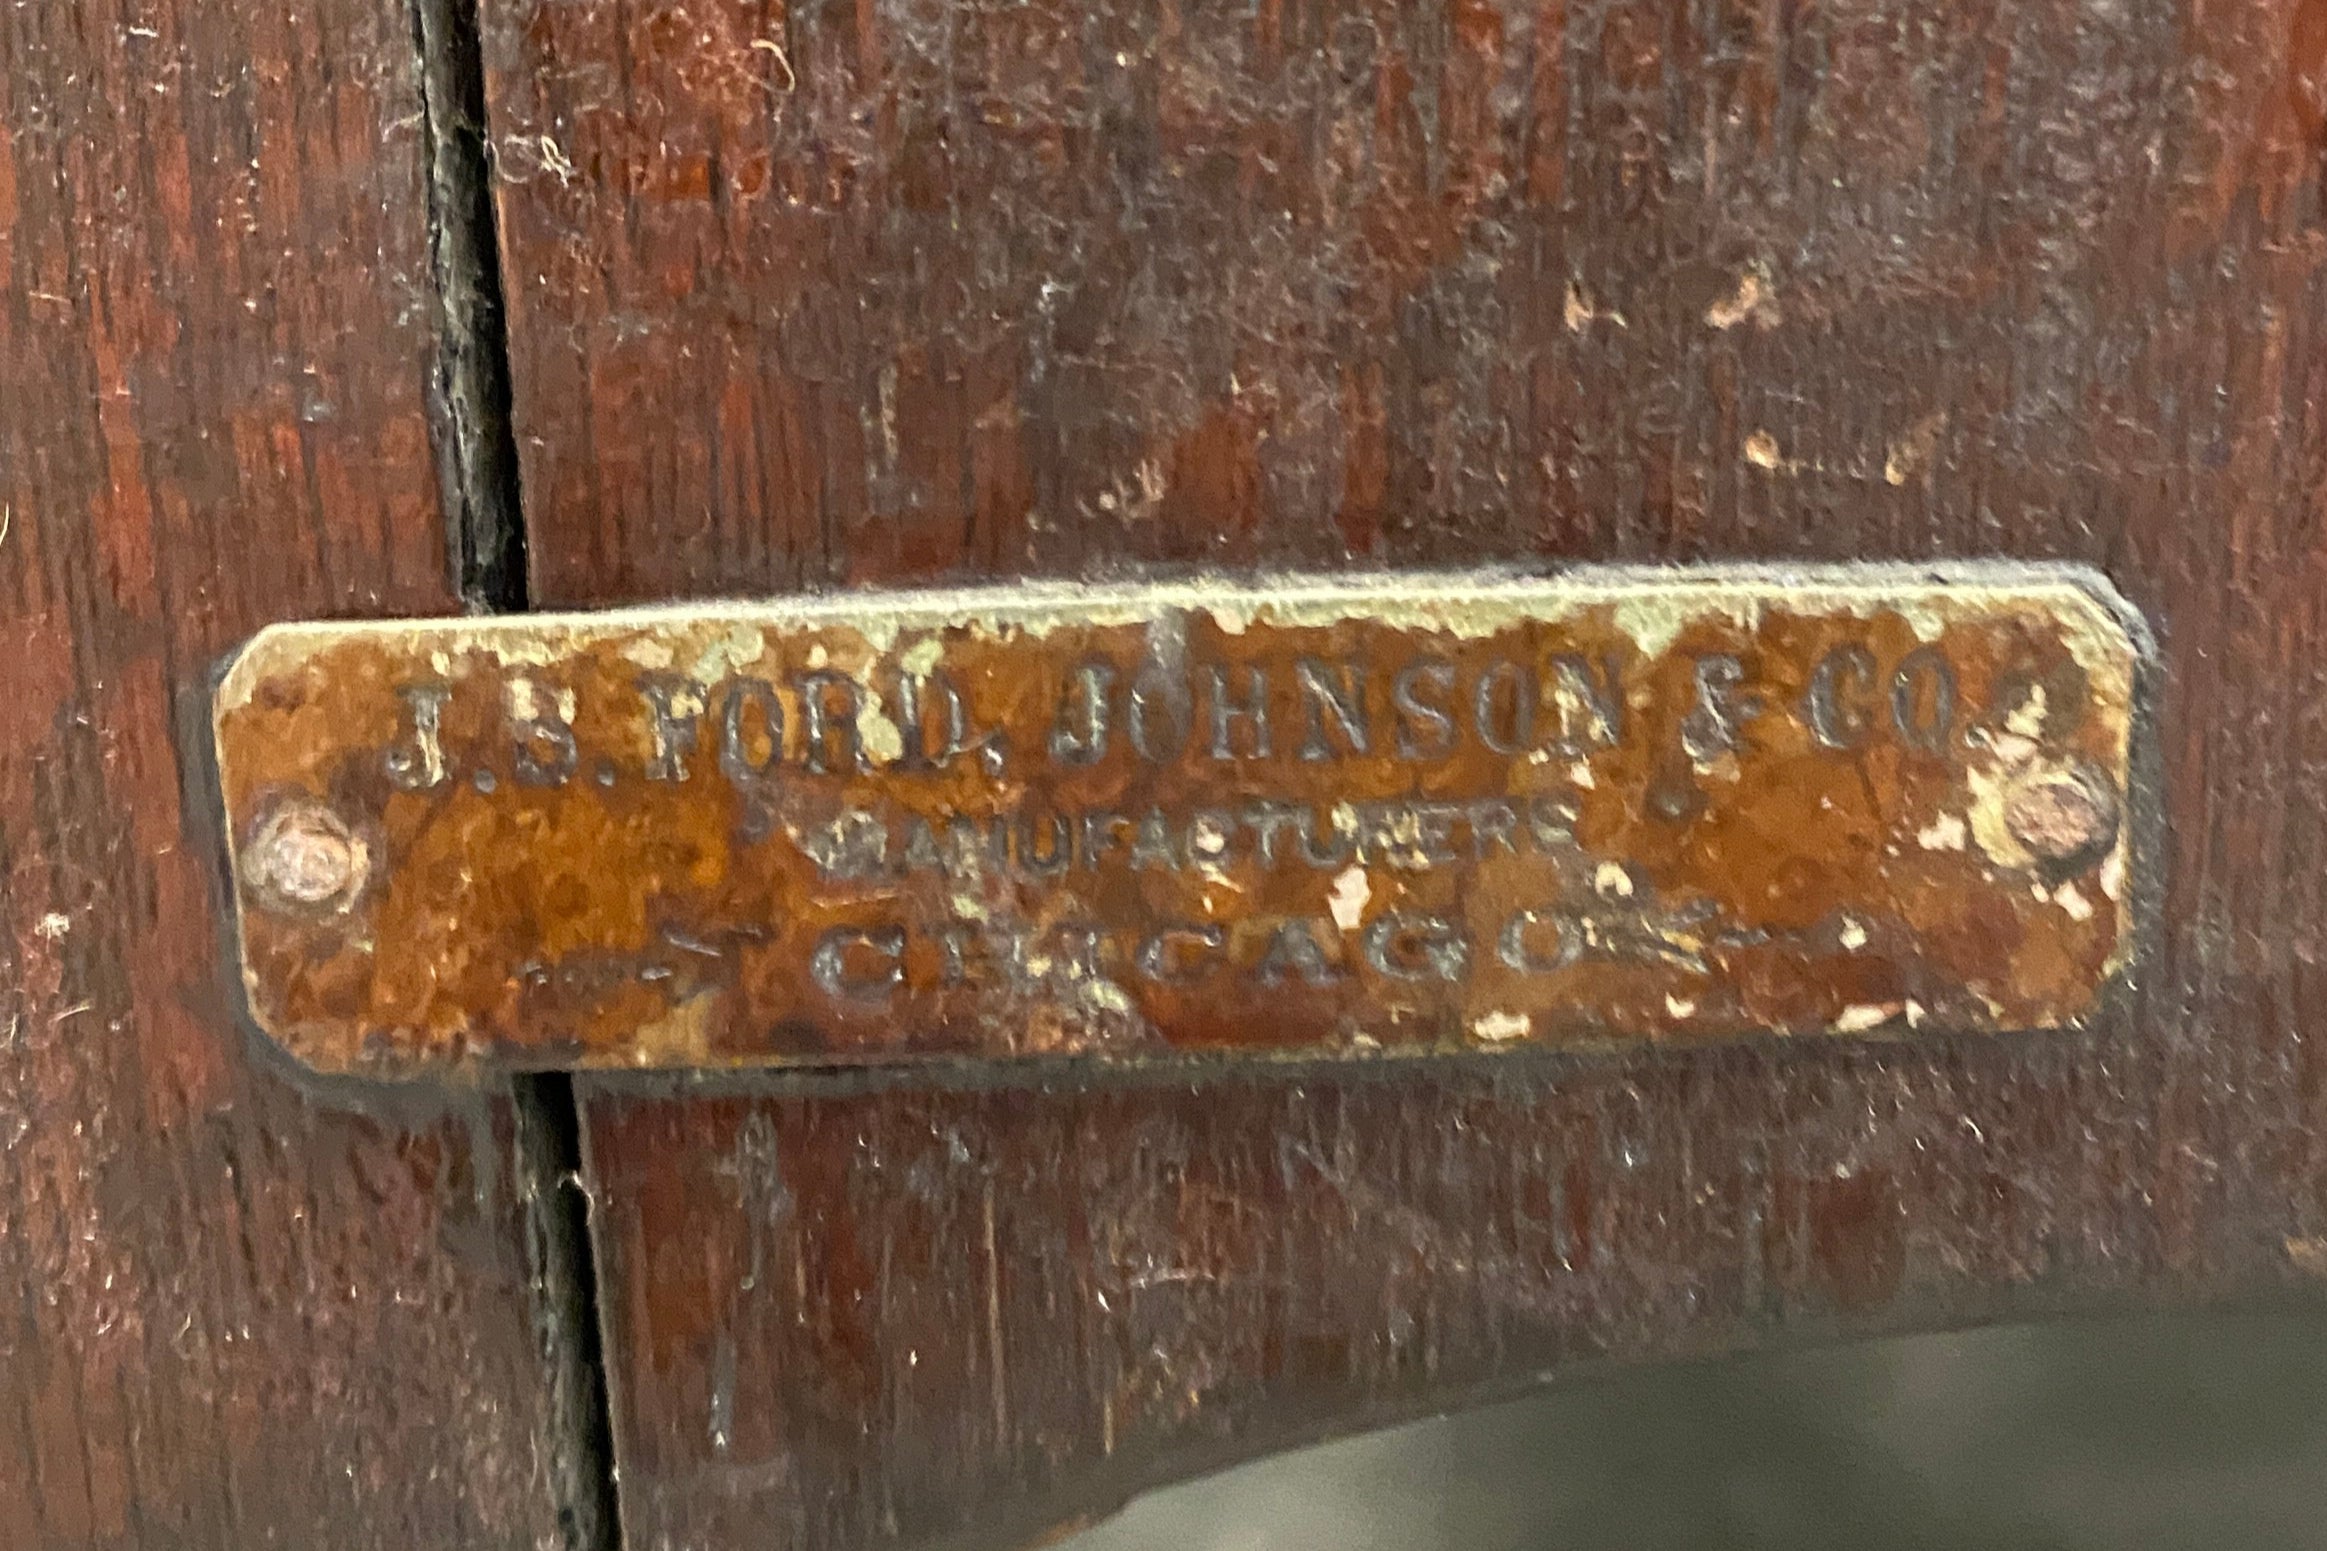 J. S. FORD, JOHNSON & CO.
MANUFACTURERS
CHICAGO